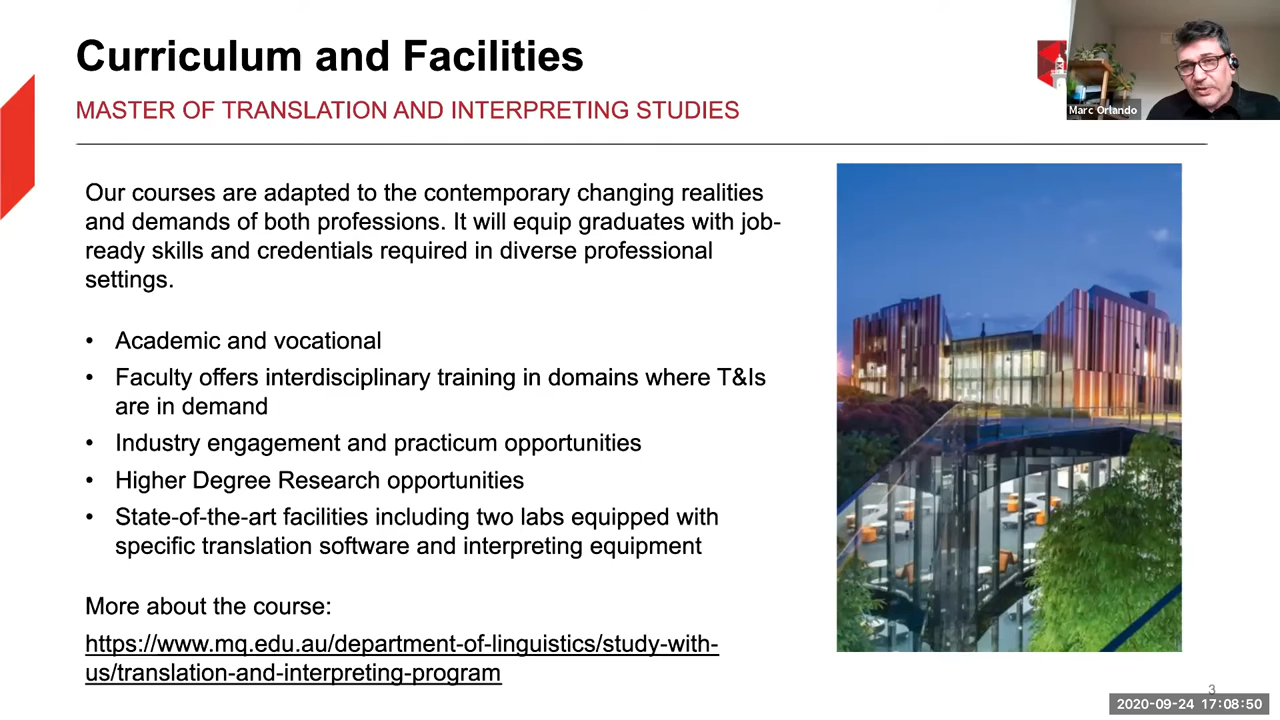 Curriculum and Facilities
MASTER OF TRANSLATION AND INTERPRETING STUDIES
Marc Orlando
Our courses are adapted to the contemporary changing realities
and demands of both professions. It will equip graduates with job-
ready skills and credentials required in diverse professional
settings.
• Academic and vocational
• Faculty offers interdisciplinary training in domains where T&Is
are in demand
• Industry engagement and practicum opportunities
• Higher Degree Research opportunities
• State-of-the-art facilities including two labs equipped with
specific translation software and interpreting equipment
More about the course:
https://www.mq.edu.au/department-of-linguistics/study-with-
us/translation-and-interpreting-program
3
2020-09-24 17:08:50